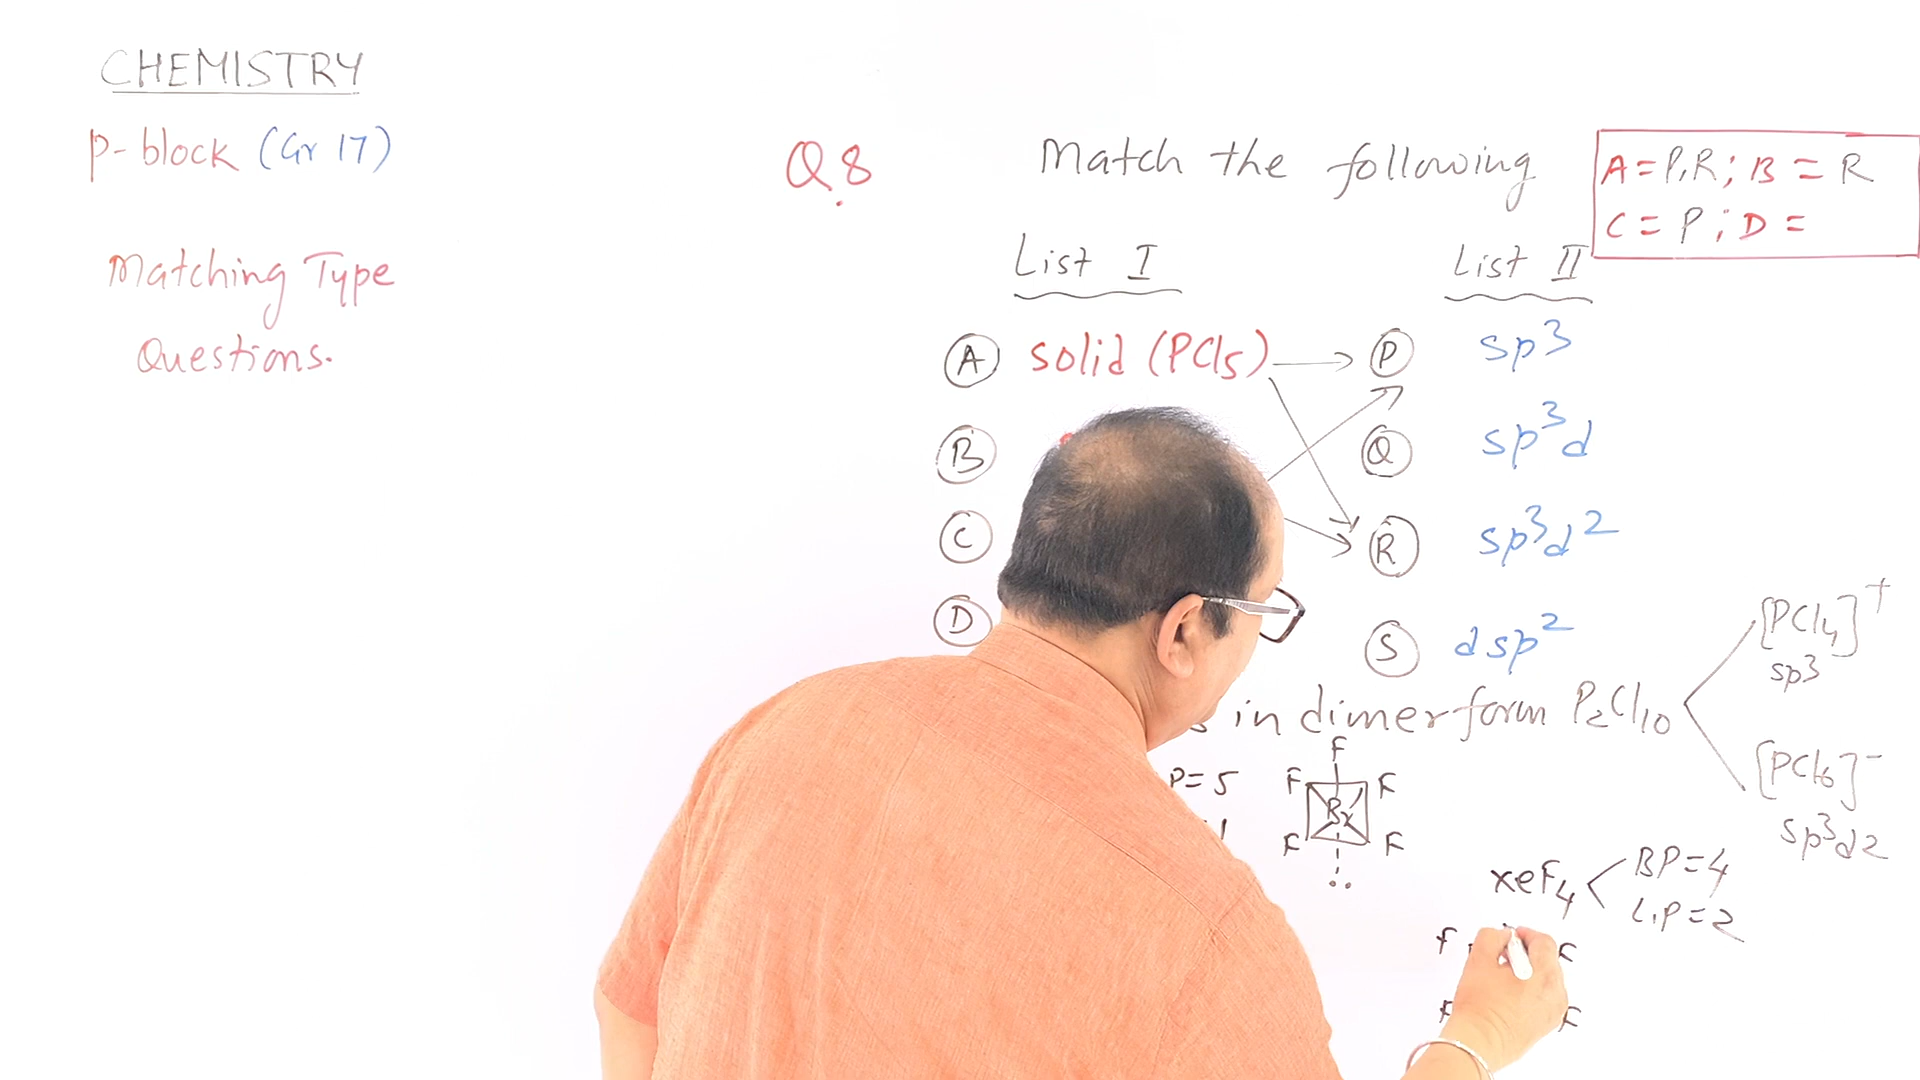 CHEMISTRY
p-block (Gr 17)
Matching Type
Questions.
Q.8
Match the following
A = P,R ; B = R
C = P ; D =
List I
List II
A solid (PCl5)
P sp3
B
Q sp3d
C
R sp3d2
D
S dsp2
in dimer form P2Cl10
[PCl4]+
sp3
[PCl6]-
sp3d2
P = 5
F
F F
Br
F F
xeF4
BP = 4
L.P = 2
F F
F F